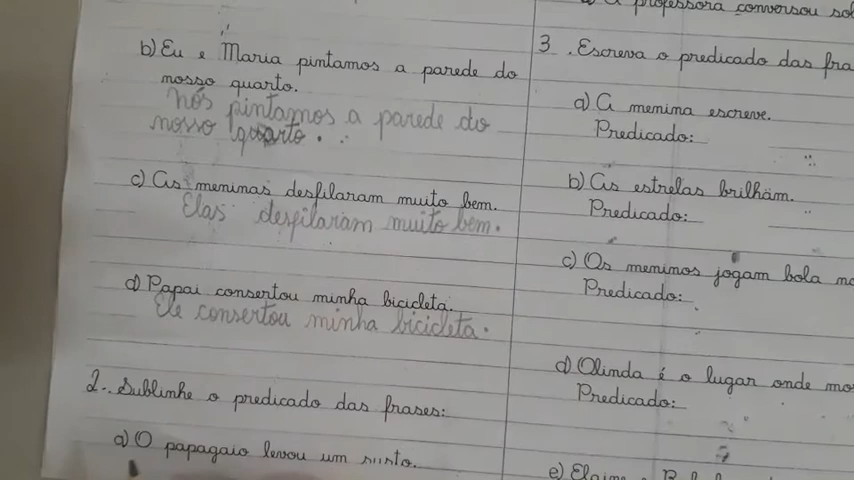 b) Eu e Maria pintamos a parede do
nosso quarto.
nós pintamos a parede do
nosso quarto.
c) As meninas desfilaram muito bem.
Elas desfilaram muito bem.
d) Papai consertou minha bicicleta.
Ele consertou minha bicicleta.
2. Sublinhe o predicado das frases:
a) O papagaio levou um susto.
professora conversou
3. Escreva o predicado das
a) A menina escreve.
Predicado:
b) As estrelas brilham.
Predicado:
c) Os meninos jogam bola
Predicado:
d) Olinda é o lugar onde
Predicado:
e)